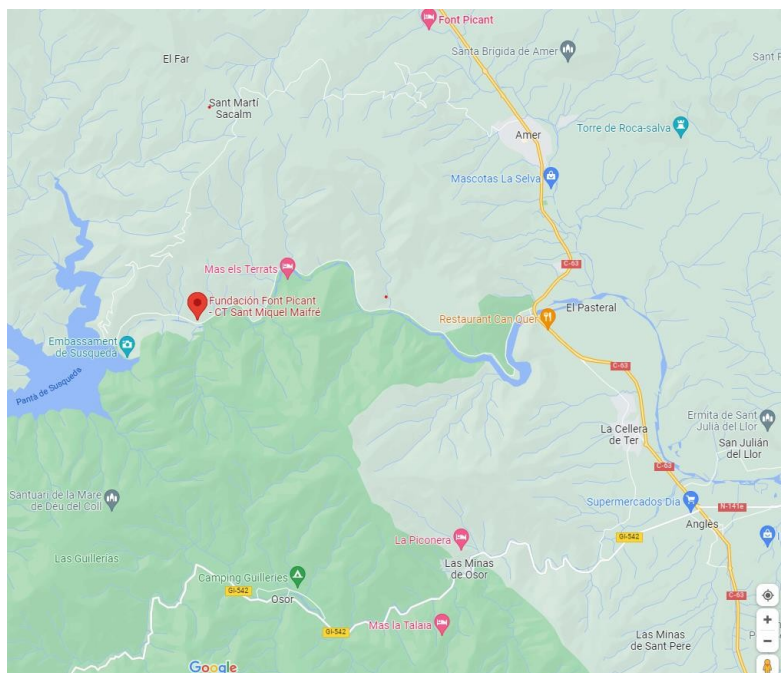 Font Picant
Santa Brígida de Amer
El Far
Sant Martí
Sacalm
Amer
Torre de Roca-salva
Mascotas La Selva
Mas els Terrats
C-63
Fundación Font Picant
- CT Sant Miquel Maifré
El Pasteral
Restaurant Can Quer
Embassament
de Susqueda
Pantà de Susqueda
C-63
Ermita de Sant
Julià del Llor
La Cellera
de Ter
San Julián
del Llor
C-63
Santuari de la Mare
de Déu del Coll
Supermercados Dia
N-141e
Anglès
La Pionera
GI-542
Las Guillerias
Las Minas
de Osor
Camping Guilleries
GI-542
Osor
C-63
Mas la Talaia
GI-542
Las Minas
de Sant Pere
Google